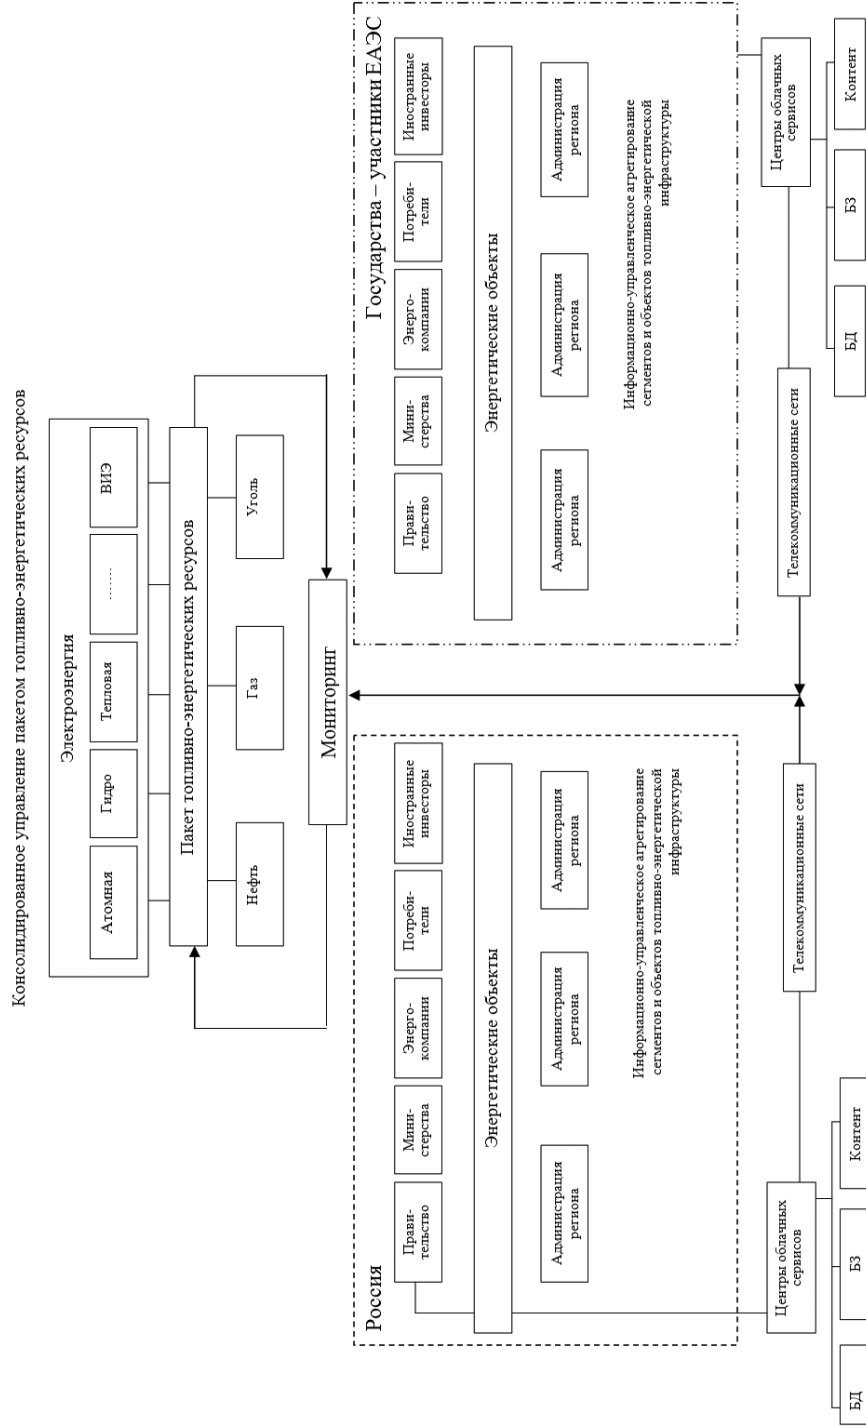 Консолидированное управление пакетом топливно-энергетических ресурсов
Электроэнергия
Атомная
Гидро
Тепловая
........
ВИЭ
Пакет топливно-энергетических ресурсов
Нефть
Газ
Уголь
Мониторинг
Россия
Прави-
тельство
Мини-
стерства
Энерго-
компании
Потреби-
тели
Иностранные
инвесторы
Энергетические объекты
Администрация
региона
Администрация
региона
Администрация
региона
Информационно-управленческое агрегирование
сегментов и объектов топливно-энергетической
инфраструктуры
Центры облачных
сервисов
Телекоммуникационные сети
БД
БЗ
Контент
Государства – участники ЕАЭС
Прави-
тельство
Мини-
стерства
Энерго-
компании
Потреби-
тели
Иностранные
инвесторы
Энергетические объекты
Администрация
региона
Администрация
региона
Администрация
региона
Информационно-управленческое агрегирование
сегментов и объектов топливно-энергетической
инфраструктуры
Телекоммуникационные сети
Центры облачных
сервисов
БД
БЗ
Контент